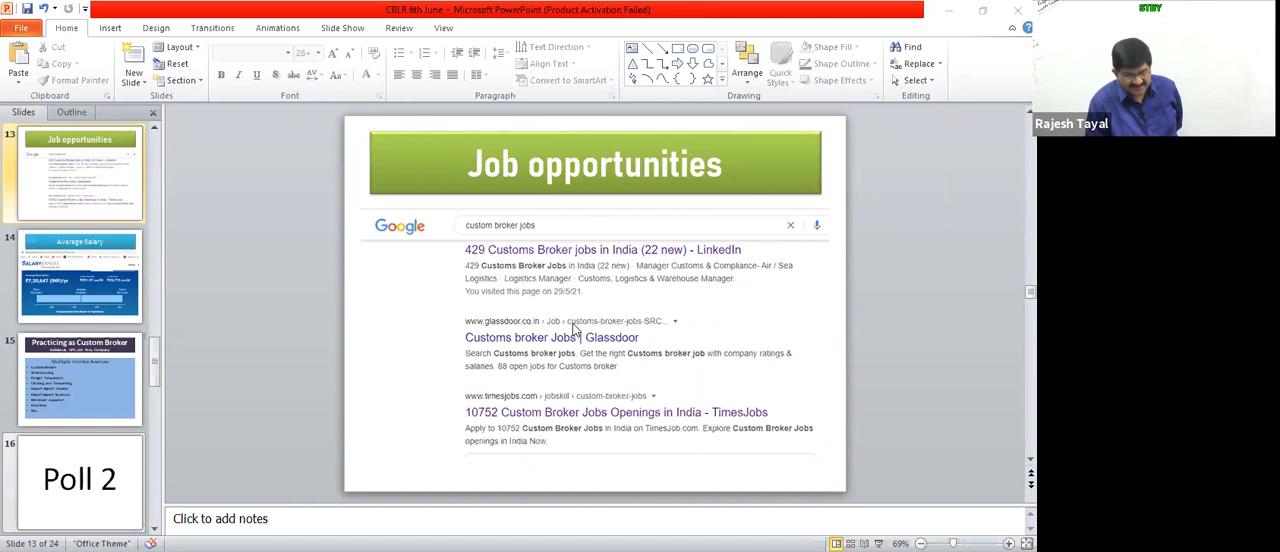 CBLR 6th June - Microsoft PowerPoint (Product Activation Failed)
File Home Insert Design Transitions Animations Slide Show Review View
Paste
Cut
Copy
Format Painter
Clipboard
New
Slide
Layout
Reset
Section
Slides
28
B I U S abc AV Aa A
Font
Text Direction
Align Text
Convert to SmartArt
Paragraph
Arrange
Quick
Styles
Shape Fill
Shape Outline
Shape Effects
Drawing
Find
Replace
Select
Editing
STBY
Rajesh Tayal
Slides Outline
13
Job opportunities
14
Average Salary
15
Practicing as Custom Broker
Multiple Income Avenues
16
Poll 2
Job opportunities
Google
custom broker jobs
429 Customs Broker jobs in India (22 new) - LinkedIn
429 Customs Broker Jobs in India (22 new) · Manager Customs & Compliance- Air / Sea
Logistics · Logistics Manager · Customs, Logistics & Warehouse Manager.
You visited this page on 29/5/21.
www.glassdoor.co.in › Job › customs-broker-jobs-SRC...
Customs broker Jobs | Glassdoor
Search Customs broker jobs. Get the right Customs broker job with company ratings &
salaries. 88 open jobs for Customs broker.
www.timesjobs.com › jobskill › custom-broker-jobs
10752 Custom Broker Jobs Openings in India - TimesJobs
Apply to 10752 Custom Broker Jobs in India on TimesJob.com. Explore Custom Broker Jobs
openings in India Now.
Click to add notes
Slide 13 of 24 "Office Theme" 69%